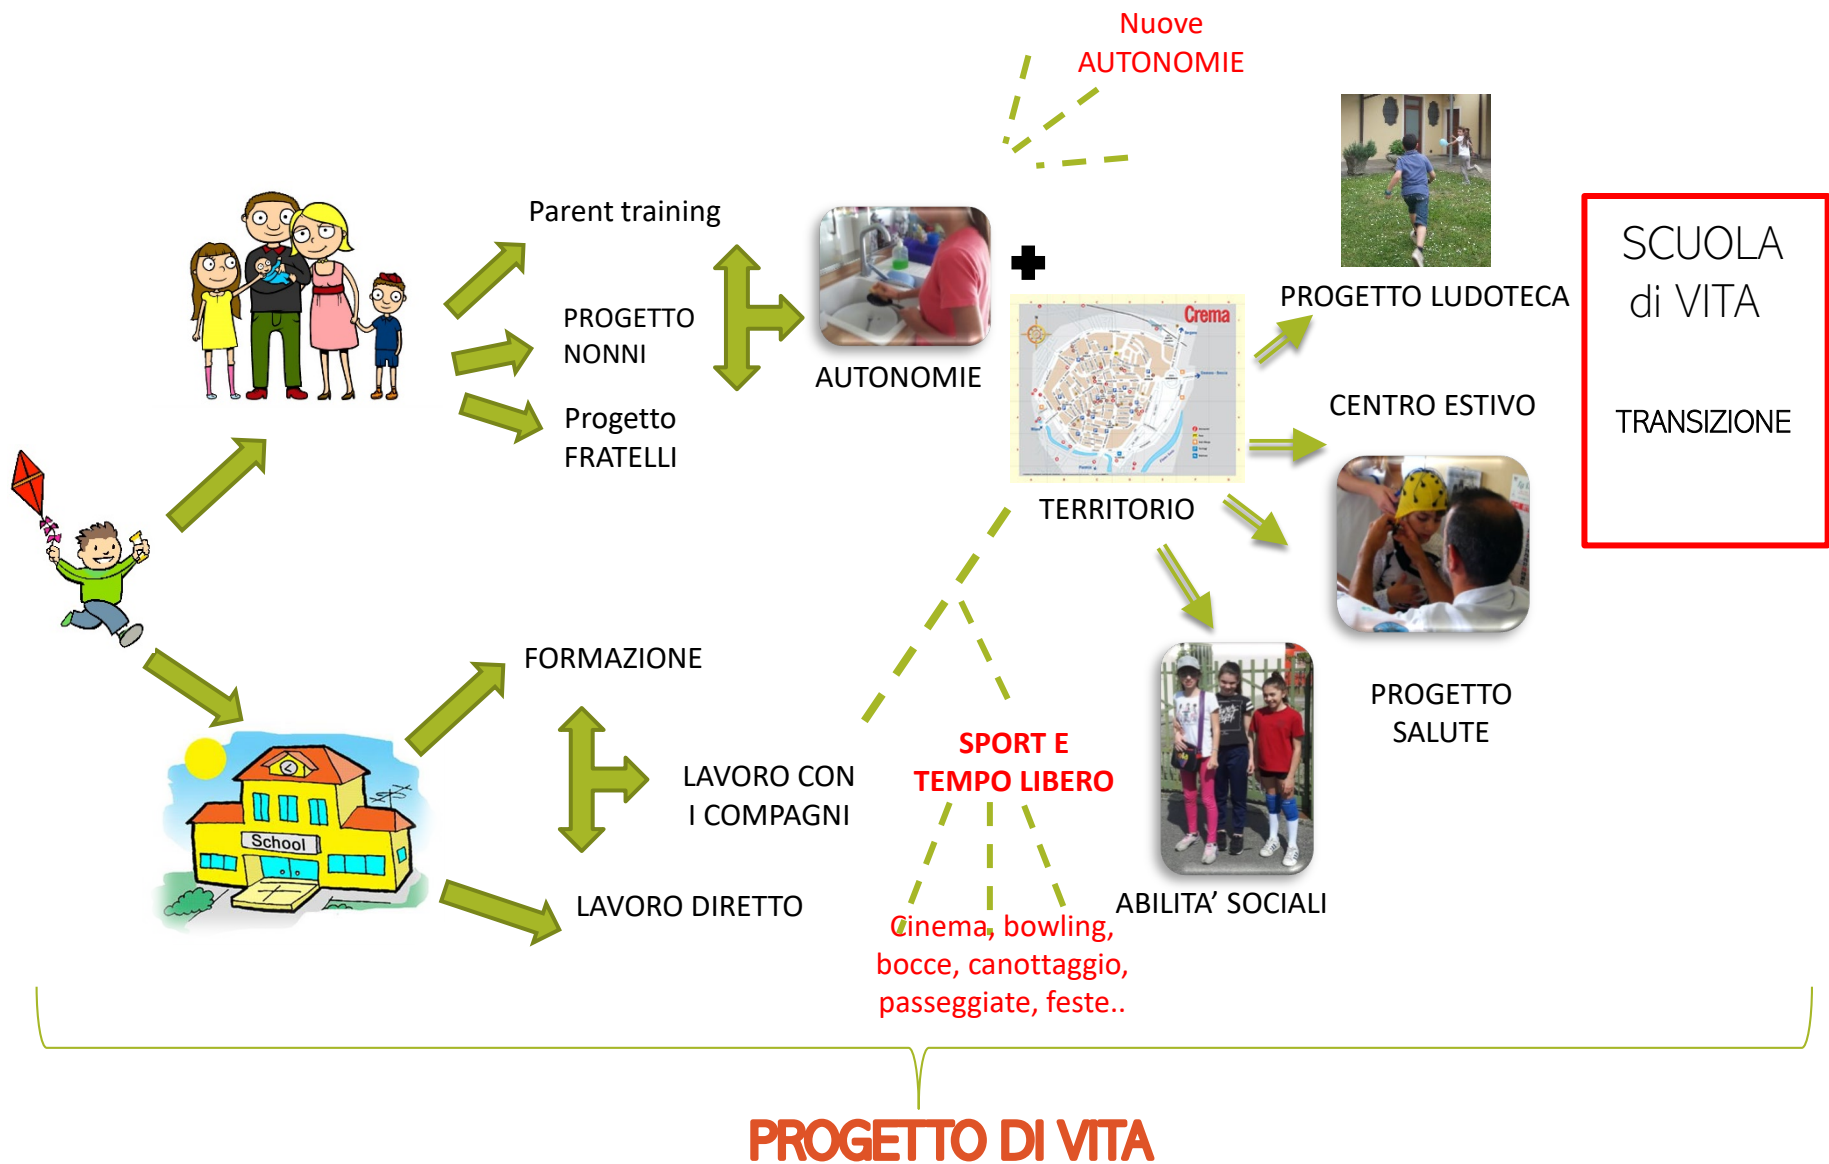 Nuove
AUTONOMIE
Parent training
PROGETTO
NONNI
Progetto
FRATELLI
AUTONOMIE
Crema
TERRITORIO
PROGETTO LUDOTECA
CENTRO ESTIVO
PROGETTO
SALUTE
SCUOLA
di VITA
TRANSIZIONE
FORMAZIONE
LAVORO CON
I COMPAGNI
LAVORO DIRETTO
School
SPORT E
TEMPO LIBERO
Cinema, bowling,
bocce, canottaggio,
passeggiate, feste..
ABILITA’ SOCIALI
PROGETTO DI VITA